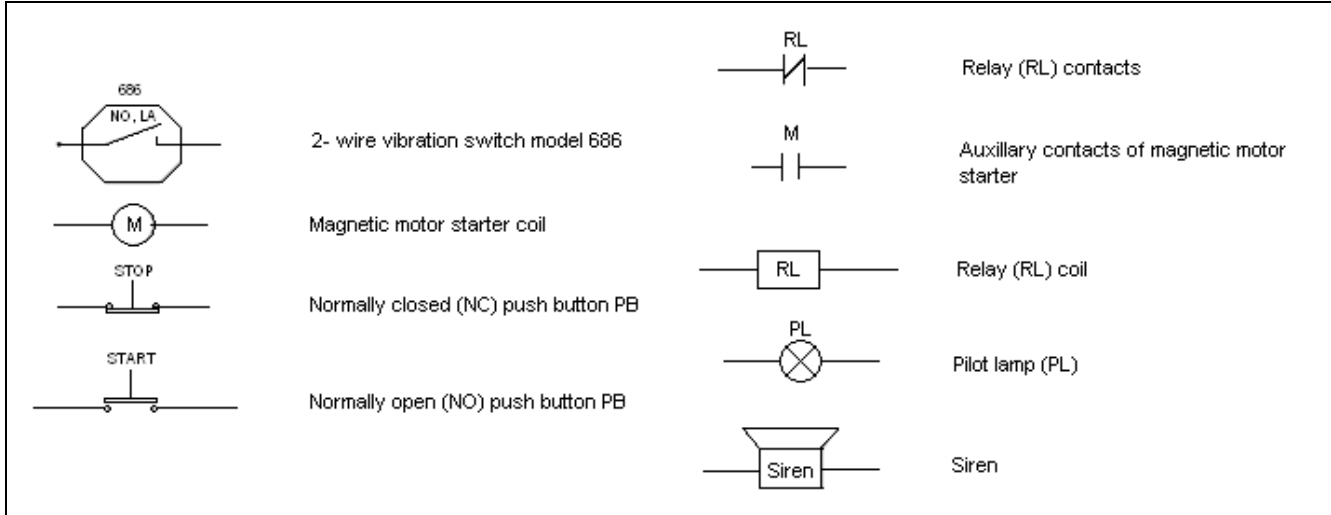 686
NO, LA
2- wire vibration switch model 686
M
Magnetic motor starter coil
STOP
Normally closed (NC) push button PB
START
Normally open (NO) push button PB
RL
Relay (RL) contacts
M
Auxillary contacts of magnetic motor
starter
RL
Relay (RL) coil
PL
Pilot lamp (PL)
Siren
Siren